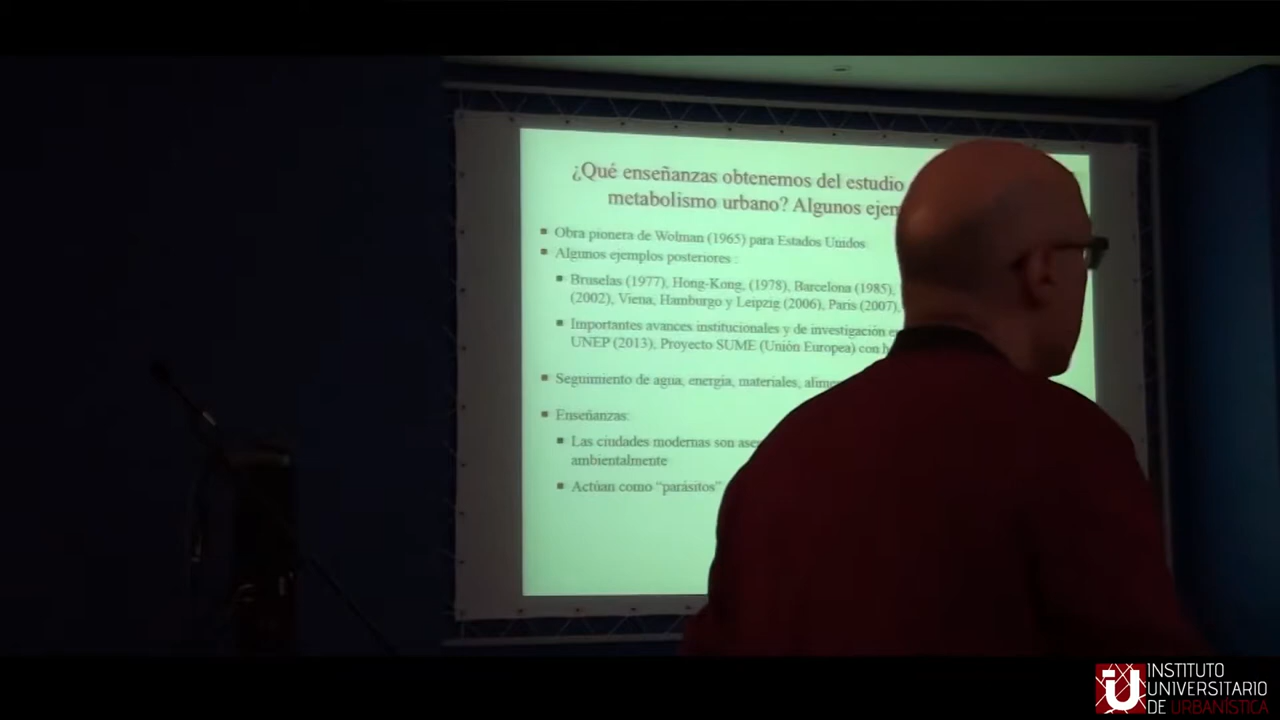 ¿Qué enseñanzas obtenemos del estudio
metabolismo urbano? Algunos ejem
Obra pionera de Wolman (1965) para Estados Unidos
Algunos ejemplos posteriores :
Bruselas (1977), Hong-Kong, (1978), Barcelona (1985),
(2002), Viena, Hamburgo y Leipzig (2006), Paris (2007),
Importantes avances institucionales y de investigación e
UNEP (2013), Proyecto SUME (Unión Europea) con
Seguimiento de agua, energía, materiales, alime
Enseñanzas:
Las ciudades modernas son ase
ambientalmente
Actúan como “parásitos”
INSTITUTO
UNIVERSITARIO
DE URBANÍSTICA